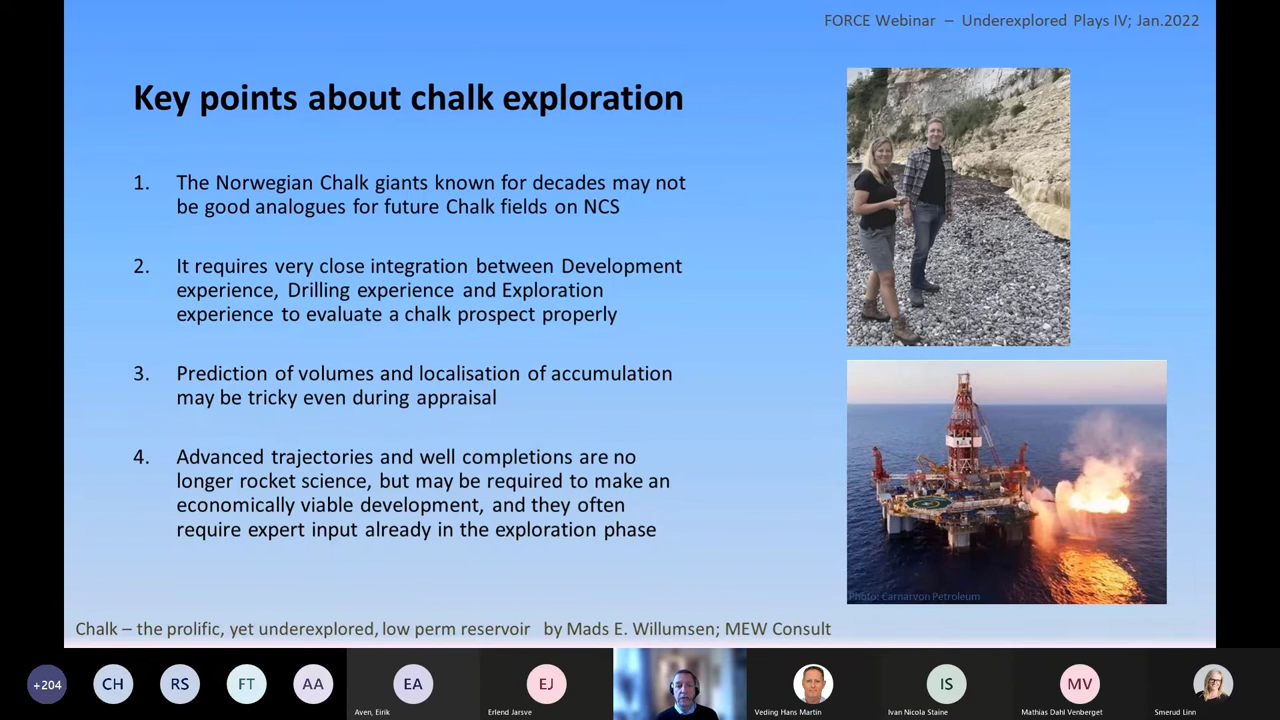 FORCE Webinar – Underexplored Plays IV; Jan.2022
Key points about chalk exploration
1. The Norwegian Chalk giants known for decades may not
be good analogues for future Chalk fields on NCS
2. It requires very close integration between Development
experience, Drilling experience and Exploration
experience to evaluate a chalk prospect properly
3. Prediction of volumes and localisation of accumulation
may be tricky even during appraisal
4. Advanced trajectories and well completions are no
longer rocket science, but may be required to make an
economically viable development, and they often
require expert input already in the exploration phase
Photo: Carnarvon Petroleum
Chalk – the prolific, yet underexplored, low perm reservoir by Mads E. Willumsen; MEW Consult
+204
CH
RS
FT
AA
EA
EJ
IS
MV
Aven, Eirik
Erlend Jarsve
Veding Hans Martin
Ivan Nicola Staine
Mathias Dahl Venberget
Smerud Linn